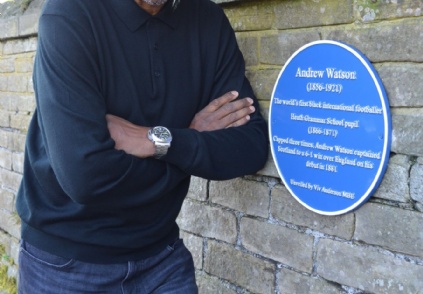 Andrew Watson
(1856-1921)
The world's first black international footballer
Heath Grammar School pupil
(1866-1871)
Capped three times, Andrew Watson captained
Scotland to a 6-1 win over England on his
debut in 1881.
Unveiled by Viv Anderson MBE